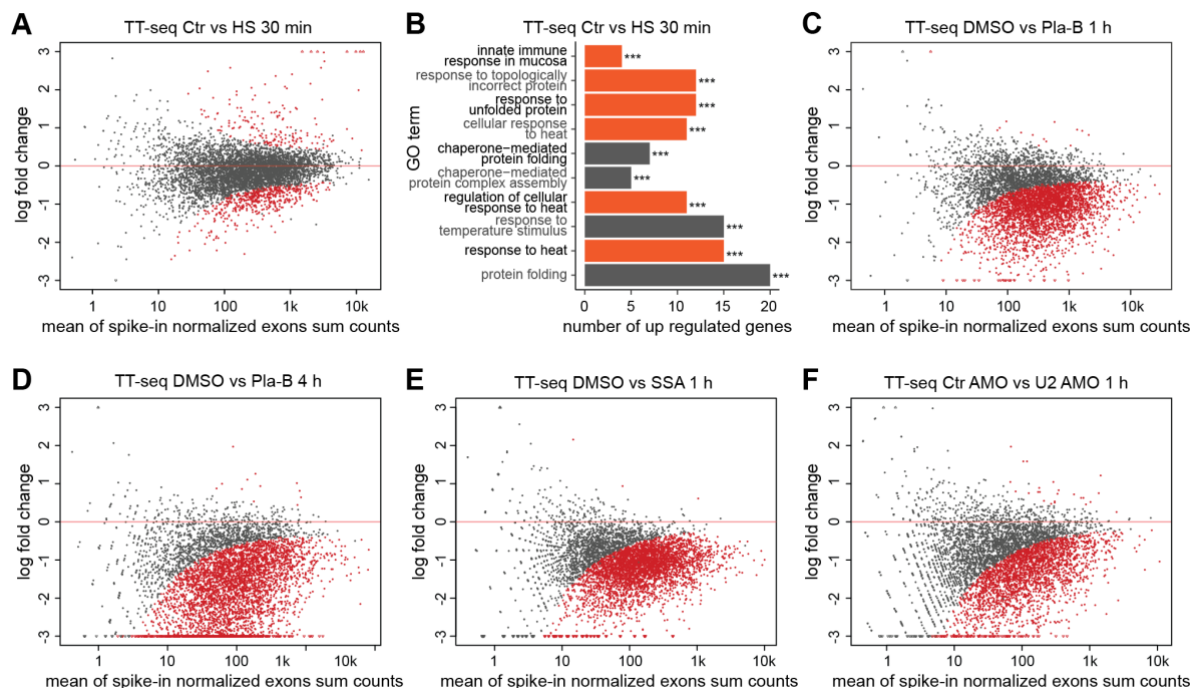 A
TT-seq Ctr vs HS 30 min
log fold change
3
2
1
0
-1
-2
-3
1
10
100
1k
10k
mean of spike-in normalized exons sum counts
B
TT-seq Ctr vs HS 30 min
GO term
innate immune
response in mucosa
***
response to topologically
incorrect protein
***
response to
unfolded protein
***
cellular response
to heat
***
chaperone−mediated
protein folding
***
chaperone−mediated
protein complex assembly
***
regulation of cellular
response to heat
***
response to
temperature stimulus
***
response to heat
***
protein folding
***
0
5
10
15
20
number of up regulated genes
C
TT-seq DMSO vs Pla-B 1 h
log fold change
3
2
1
0
-1
-2
-3
1
10
100
1k
10k
mean of spike-in normalized exons sum counts
D
TT-seq DMSO vs Pla-B 4 h
log fold change
3
2
1
0
-1
-2
-3
1
10
100
1k
10k
mean of spike-in normalized exons sum counts
E
TT-seq DMSO vs SSA 1 h
log fold change
3
2
1
0
-1
-2
-3
1
10
100
1k
10k
mean of spike-in normalized exons sum counts
F
TT-seq Ctr AMO vs U2 AMO 1 h
log fold change
3
2
1
0
-1
-2
-3
1
10
100
1k
10k
mean of spike-in normalized exons sum counts